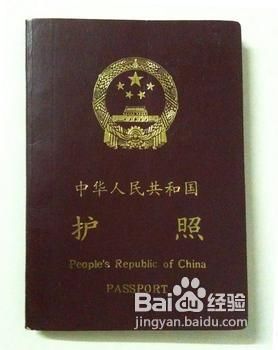 中华人民共和国
护 照
People's Republic of China
PASSPORT
Baidu经验
jingyan.baidu.com